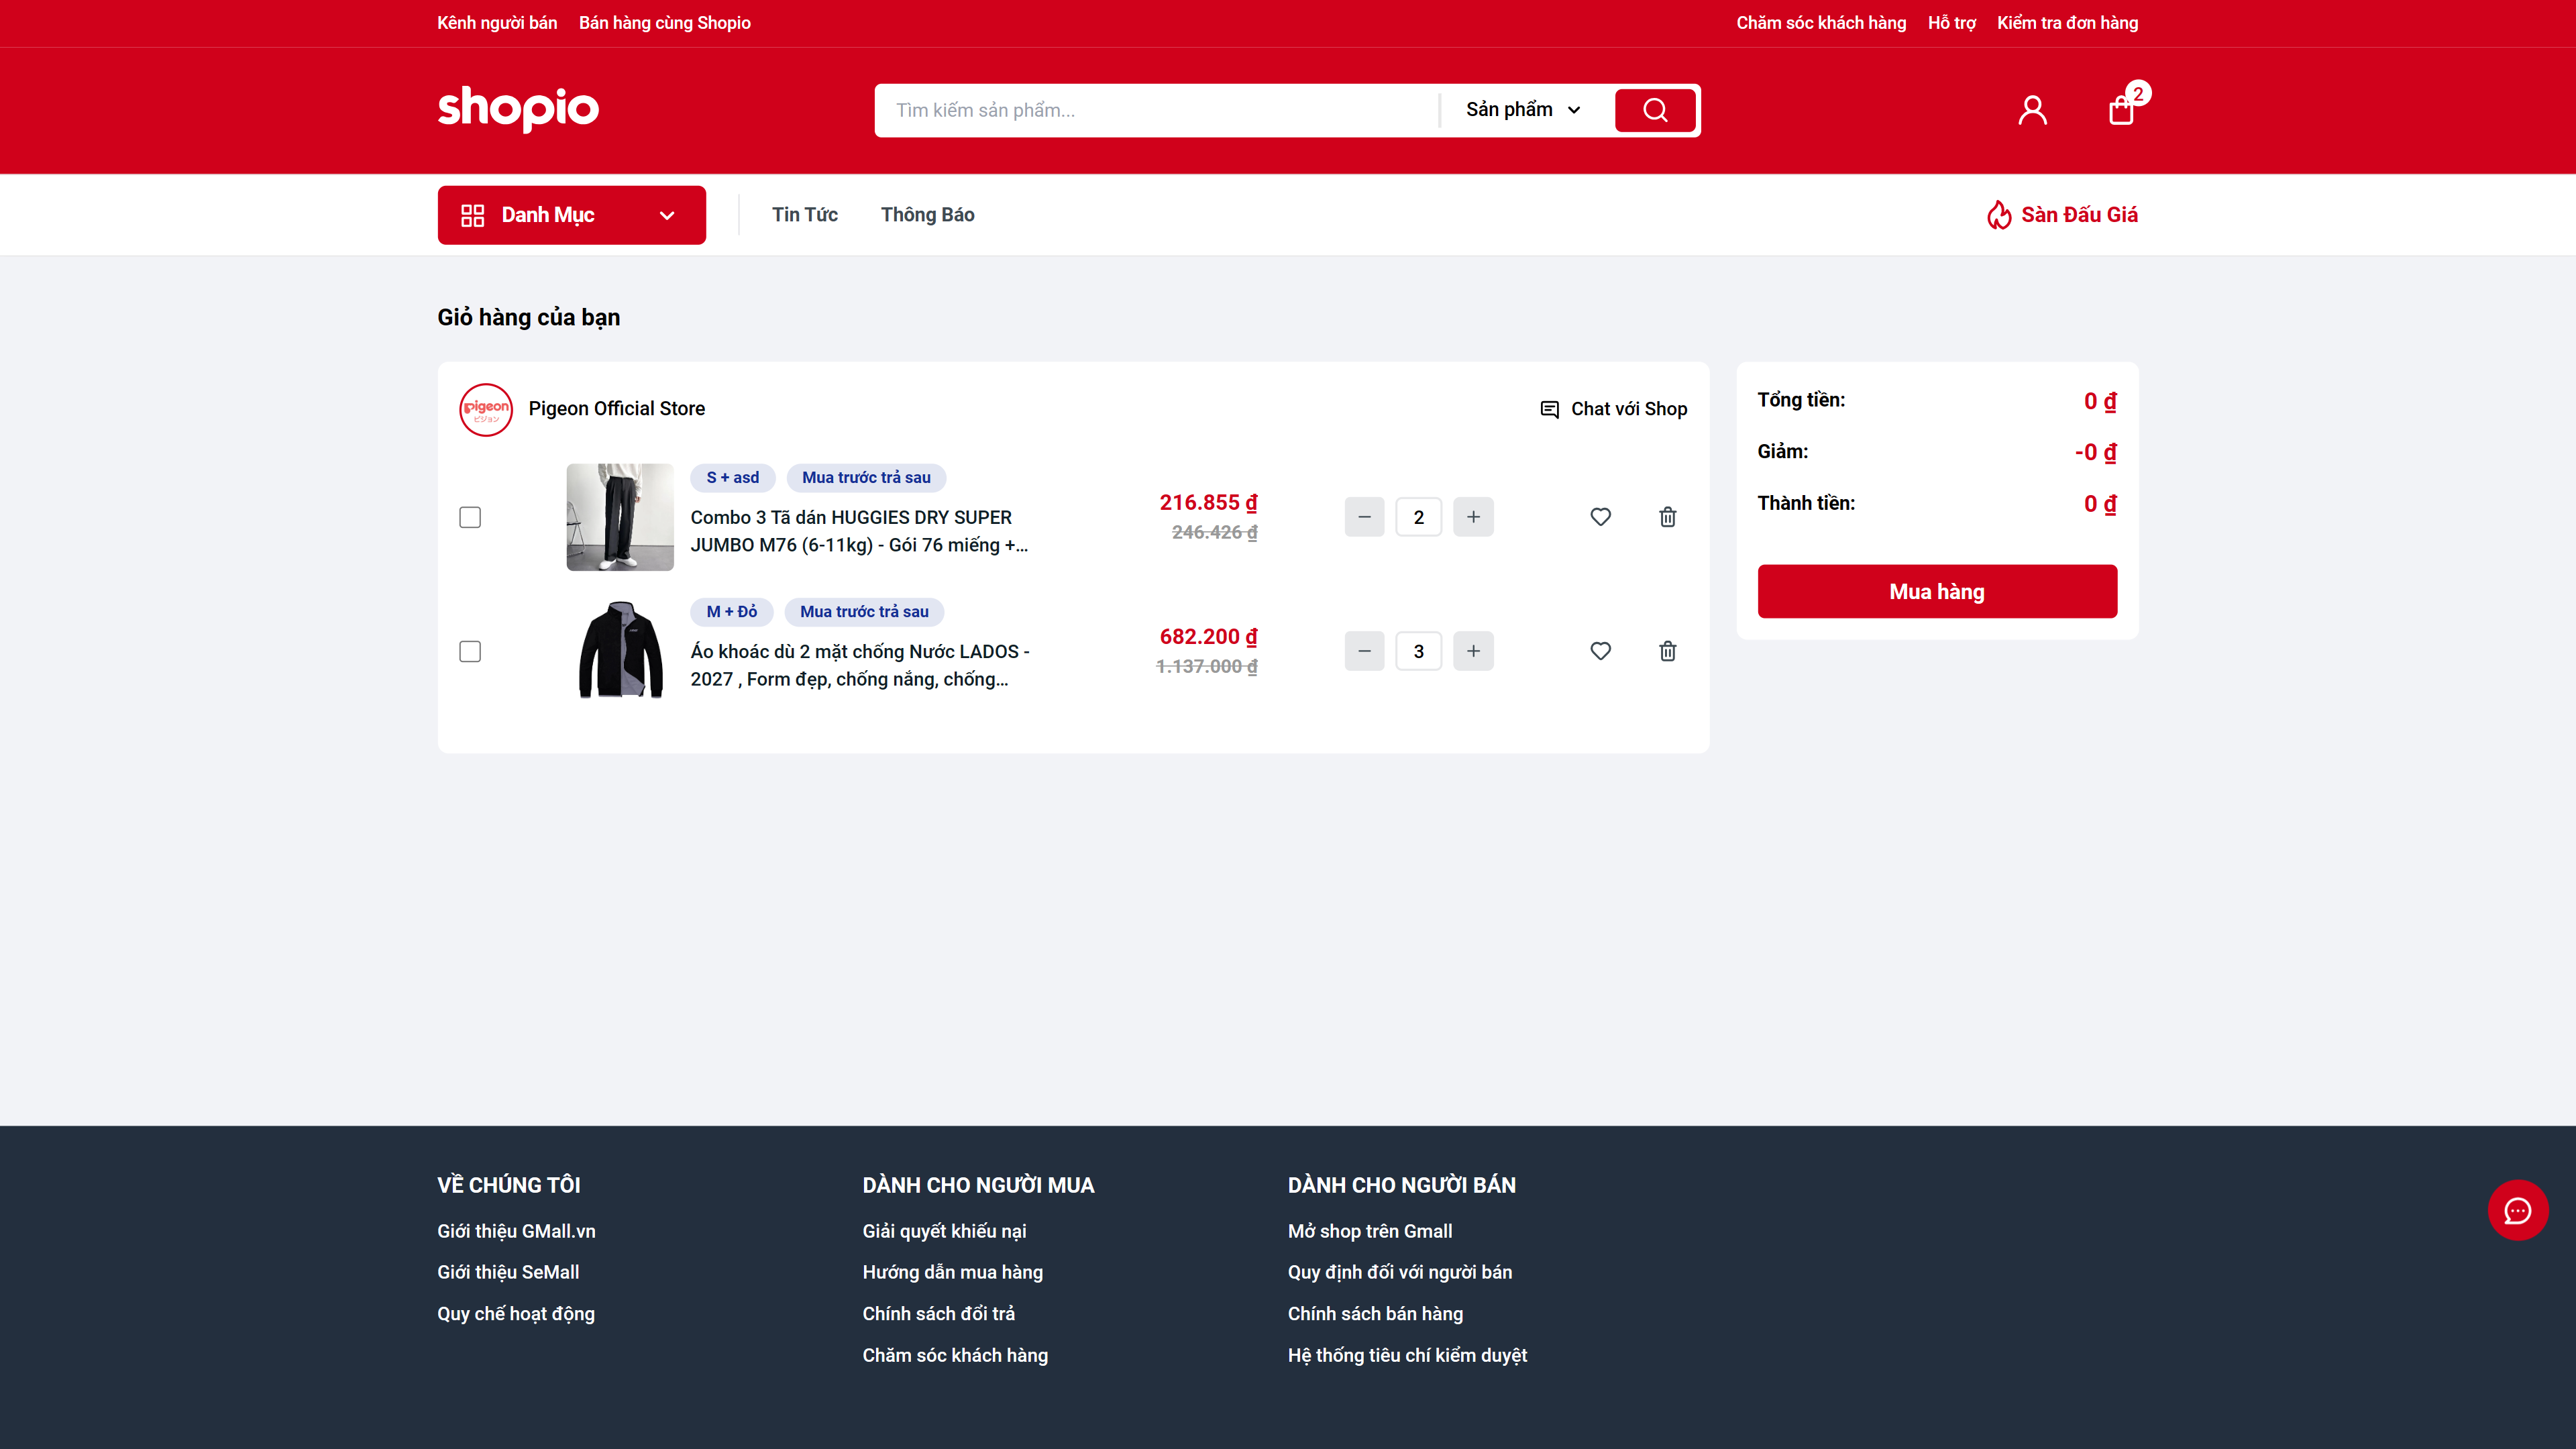 Kênh người bán Bán hàng cùng Shopio Chăm sóc khách hàng Hỗ trợ Kiểm tra đơn hàng
shopio Tìm kiếm sản phẩm... Sản phẩm 2
Danh Mục Tin Tức Thông Báo Sàn Đấu Giá
Giỏ hàng của bạn
Pigeon ピジョン Pigeon Official Store Chat với Shop
S + asd Mua trước trả sau
Combo 3 Tã dán HUGGIES DRY SUPER
JUMBO M76 (6-11kg) - Gói 76 miếng +...
216.855 ₫
246.426 ₫
2
M + Đỏ Mua trước trả sau
Áo khoác dù 2 mặt chống Nước LADOS -
2027 , Form đẹp, chống nắng, chống...
682.200 ₫
1.137.000 ₫
3
Tổng tiền: 0 ₫
Giảm: -0 ₫
Thành tiền: 0 ₫
Mua hàng
VỀ CHÚNG TÔI
Giới thiệu GMall.vn
Giới thiệu SeMall
Quy chế hoạt động
DÀNH CHO NGƯỜI MUA
Giải quyết khiếu nại
Hướng dẫn mua hàng
Chính sách đổi trả
Chăm sóc khách hàng
DÀNH CHO NGƯỜI BÁN
Mở shop trên Gmall
Quy định đối với người bán
Chính sách bán hàng
Hệ thống tiêu chí kiểm duyệt